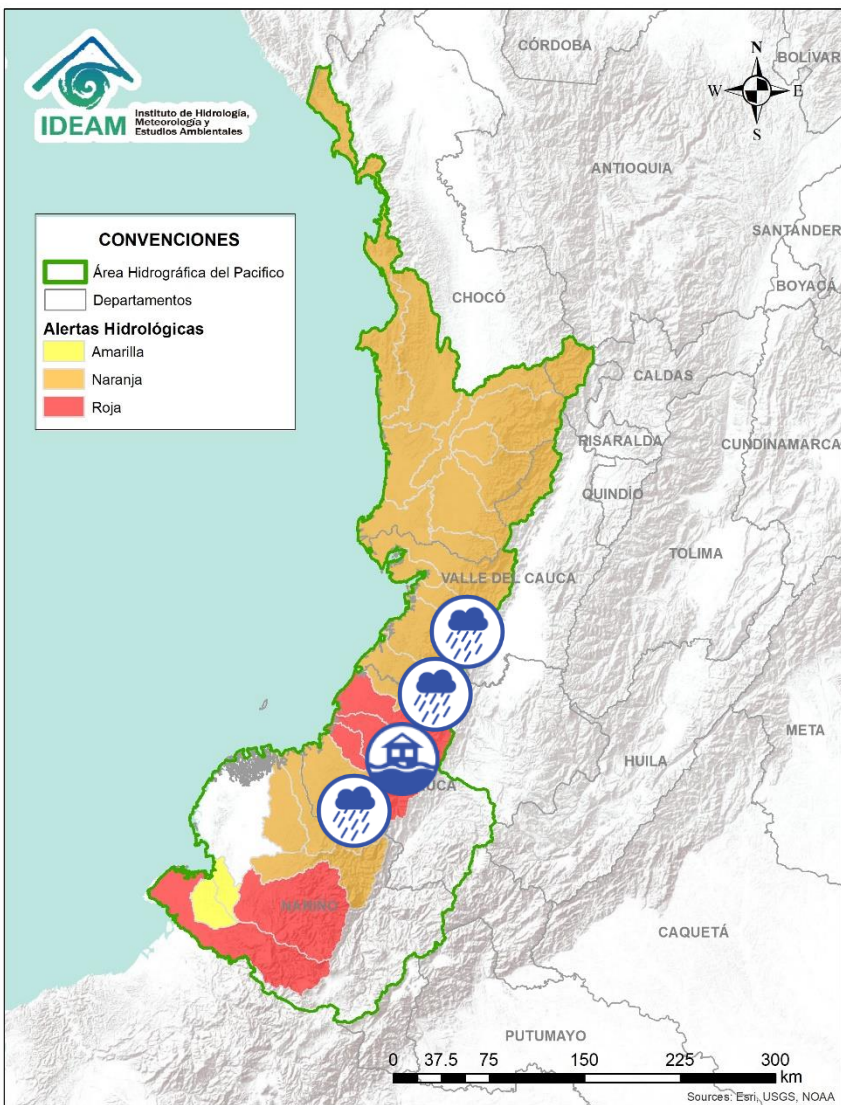 IDEAM
Instituto de Hidrología,
Meteorología y
Estudios Ambientales
CÓRDOBA
BOLÍVAR
N
W
E
S
ANTIOQUIA
SANTANDER
BOYACÁ
CONVENCIONES
Área Hidrográfica del Pacifico
Departamentos
Alertas Hidrológicas
Amarilla
Naranja
Roja
CHOCÓ
CALDAS
RISARALDA
CUNDINAMARCA
QUINDÍO
TOLIMA
VALLE DEL CAUCA
META
HUILA
UCA
NARIÑO
CAQUETÁ
PUTUMAYO
0 37.5 75 150 225 300
km
Sources: Esri, USGS, NOAA